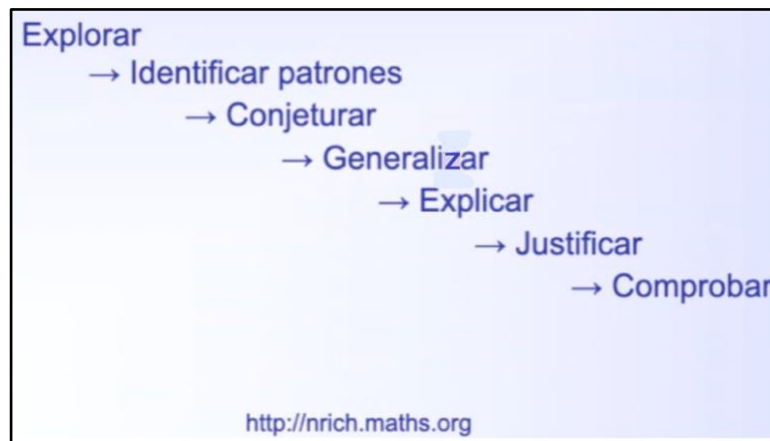 Explorar
→ Identificar patrones
→ Conjeturar
→ Generalizar
→ Explicar
→ Justificar
→ Comprobar
http://nrich.maths.org